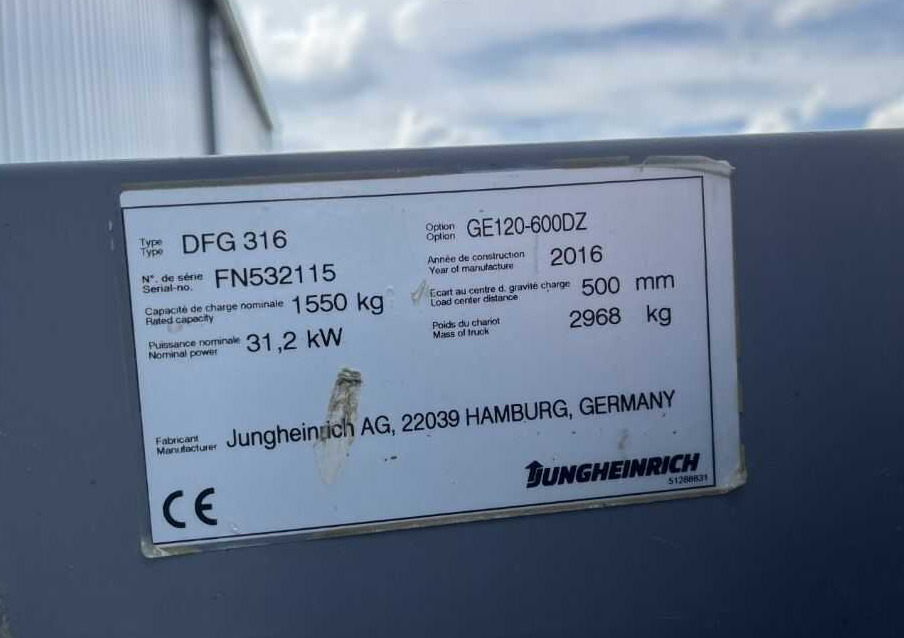 Type
Type DFG 316
Option
Option GE120-600DZ
N°. de série
Serial-no. FN532115
Année de construction
Year of manufacture 2016
Capacité de charge nominale
Rated capacity 1550 kg
Ecart au centre d. gravité charge
Load center distance 500 mm
Puissance nominale
Nominal power 31,2 kW
Poids du chariot
Mass of truck 2968 kg
Fabricant
Manufacturer Jungheinrich AG, 22039 HAMBURG, GERMANY
CE
JUNGHEINRICH
51288831